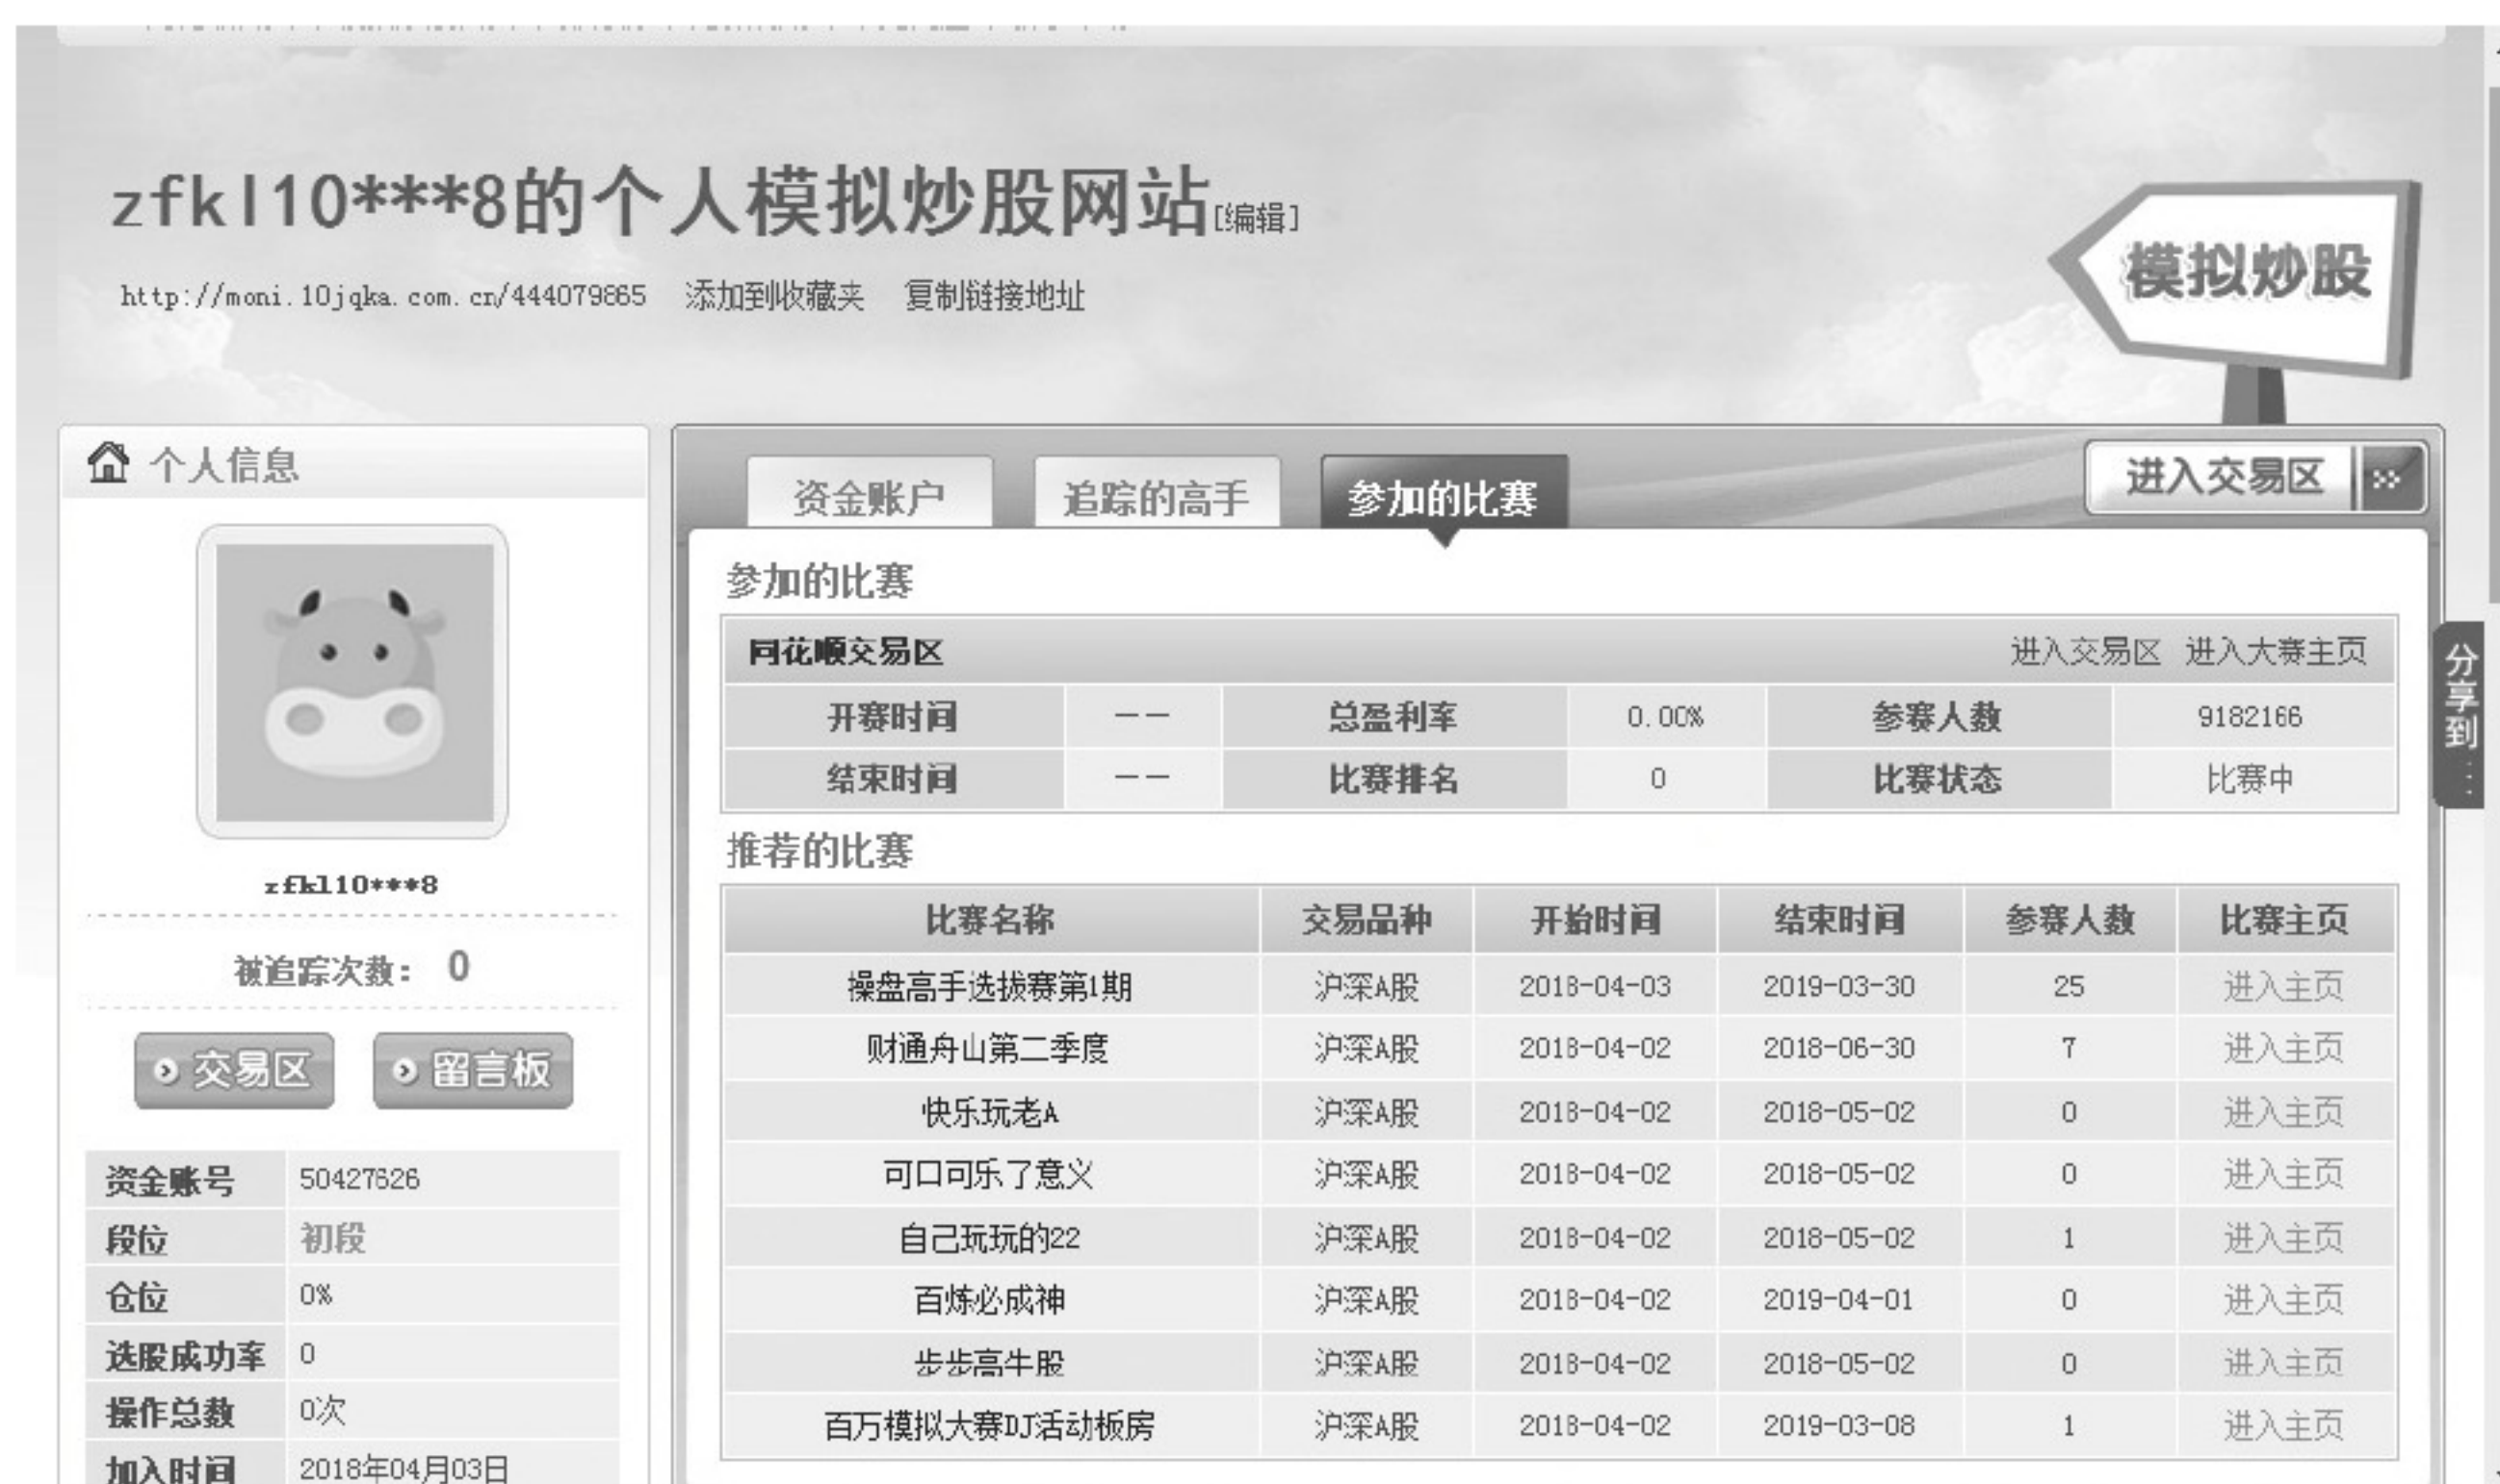 zfkl10***8的个人模拟炒股网站[编辑]
http://moni.10jqka.com.cn/444079865 添加到收藏夹 复制链接地址
模拟炒股
个人信息
zfkl10***8
被追踪次数： 0
交易区 留言板
资金账号 50427626
段位 初段
仓位 0%
选股成功率 0
操作总数 0次
加入时间 2018年04月03日
资金账户 追踪的高手 参加的比赛 进入交易区
参加的比赛
同花顺交易区 进入交易区 进入大赛主页
开赛时间 —— 总盈利率 0.00% 参赛人数 9182166
结束时间 —— 比赛排名 0 比赛状态 比赛中
推荐的比赛
比赛名称 交易品种 开始时间 结束时间 参赛人数 比赛主页
操盘高手选拔赛第1期 沪深A股 2018-04-03 2019-03-30 25 进入主页
财通舟山第二季度 沪深A股 2018-04-02 2018-06-30 7 进入主页
快乐玩老A 沪深A股 2018-04-02 2018-05-02 0 进入主页
可口可乐了意义 沪深A股 2018-04-02 2018-05-02 0 进入主页
自己玩玩的22 沪深A股 2018-04-02 2018-05-02 1 进入主页
百炼必成神 沪深A股 2018-04-02 2019-04-01 0 进入主页
步步高牛股 沪深A股 2018-04-02 2018-05-02 0 进入主页
百万模拟大赛DJ活动板房 沪深A股 2018-04-02 2019-03-08 1 进入主页
分享到...